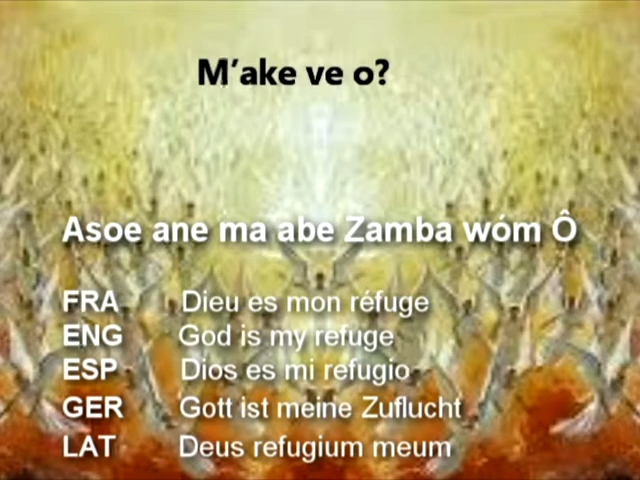 M'ake ve o?
Asoe ane ma abe Zamba wóm Ô
FRA Dieu es mon réfuge
ENG God is my refuge
ESP Dios es mi refugio
GER Gott ist meine Zuflucht
LAT Deus refugium meum